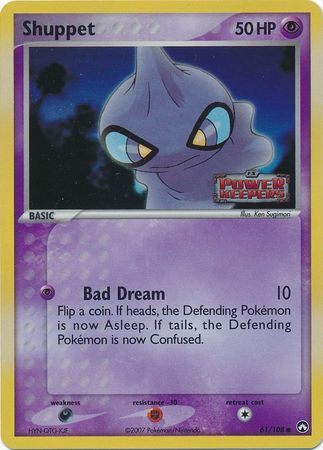 Shuppet 50 HP
EX
POWER
KEEPERS
BASIC
Illus. Ken Sugimori
Bad Dream 10
Flip a coin. If heads, the Defending Pokémon
is now Asleep. If tails, the Defending
Pokémon is now Confused.
weakness resistance -30 retreat cost
HYN-QTG-KJF ©2007 Pokémon/Nintendo 61/108